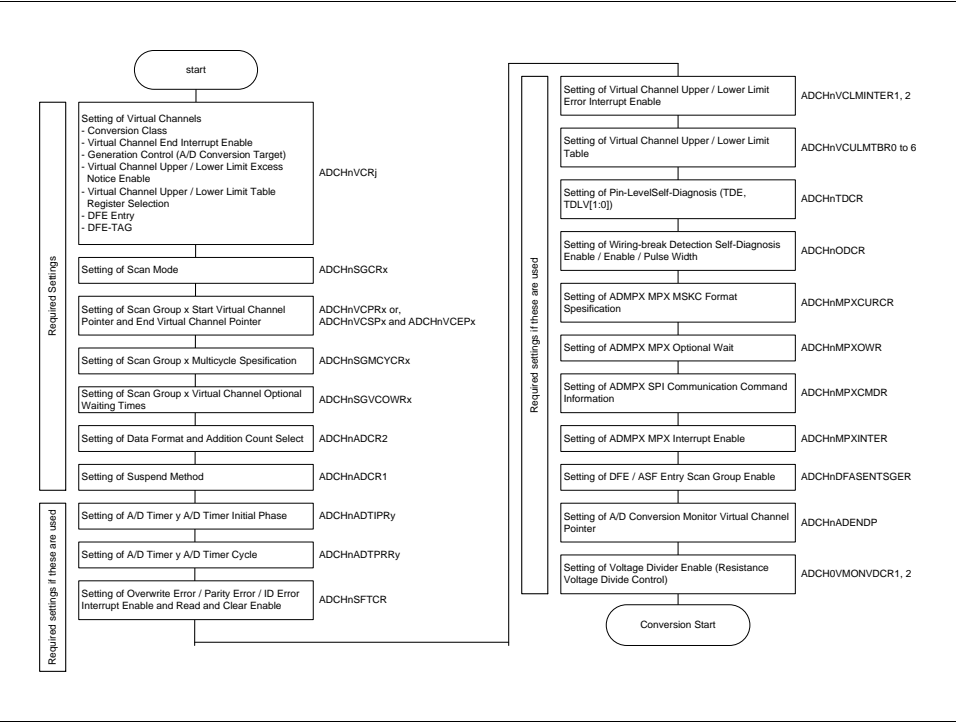 start
Required Settings
Setting of Virtual Channels
- Conversion Class
- Virtual Channel End Interrupt Enable
- Generation Control (A/D Conversion Target)
- Virtual Channel Upper / Lower Limit Excess
Notice Enable
- Virtual Channel Upper / Lower Limit Table
Register Selection
- DFE Entry
- DFE-TAG
ADCHnVCRj
Setting of Scan Mode
ADCHnSGCRx
Setting of Scan Group x Start Virtual Channel
Pointer and End Virtual Channel Pointer
ADCHnVCPRx or,
ADCHnVCSPx and ADCHnVCEPx
Setting of Scan Group x Multicycle Spesification
ADCHnSGMCYCRx
Setting of Scan Group x Virtual Channel Optional
Waiting Times
ADCHnSGVCOWRx
Setting of Data Format and Addition Count Select
ADCHnADCR2
Setting of Suspend Method
ADCHnADCR1
Required settings if these are used
Setting of A/D Timer y A/D Timer Initial Phase
ADCHnADTIPRy
Setting of A/D Timer y A/D Timer Cycle
ADCHnADTPRRy
Setting of Overwrite Error / Parity Error / ID Error
Interrupt Enable and Read and Clear Enable
ADCHnSFTCR
Required settings if these are used
Setting of Virtual Channel Upper / Lower Limit
Error Interrupt Enable
ADCHnVCLMINTER1, 2
Setting of Virtual Channel Upper / Lower Limit
Table
ADCHnVCULMTBR0 to 6
Setting of Pin-LevelSelf-Diagnosis (TDE,
TDLV[1:0])
ADCHnTDCR
Setting of Wiring-break Detection Self-Diagnosis
Enable / Enable / Pulse Width
ADCHnODCR
Setting of ADMPX MPX MSKC Format
Spesification
ADCHnMPXCURCR
Setting of ADMPX MPX Optional Wait
ADCHnMPXOWR
Setting of ADMPX SPI Communication Command
Information
ADCHnMPXCMDR
Setting of ADMPX MPX Interrupt Enable
ADCHnMPXINTER
Setting of DFE / ASF Entry Scan Group Enable
ADCHnDFASENTSGER
Setting of A/D Conversion Monitor Virtual Channel
Pointer
ADCHnADENDP
Setting of Voltage Divider Enable (Resistance
Voltage Divide Control)
ADCH0VMONVDCR1, 2
Conversion Start